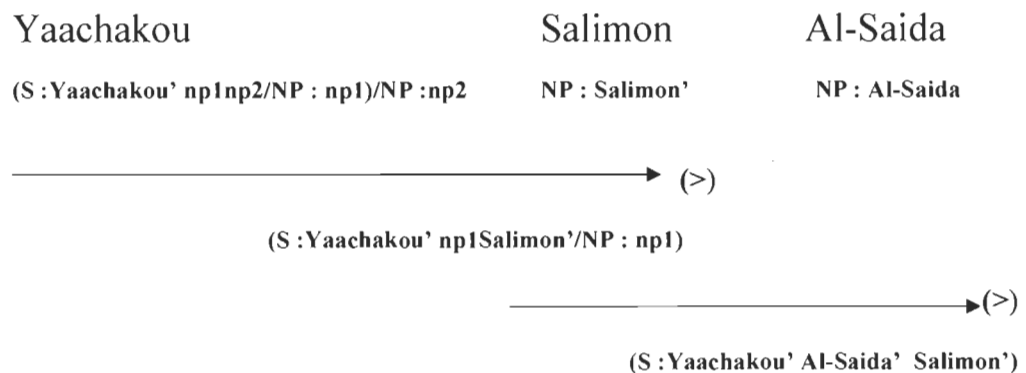 Yaachakou Salimon Al-Saida
(S :Yaachakou’ np1np2/NP : np1)/NP :np2 NP : Salimon’ NP : Al-Saida
(>)
(S :Yaachakou’ np1Salimon’/NP : np1)
(>)
(S :Yaachakou’ Al-Saida’ Salimon’)